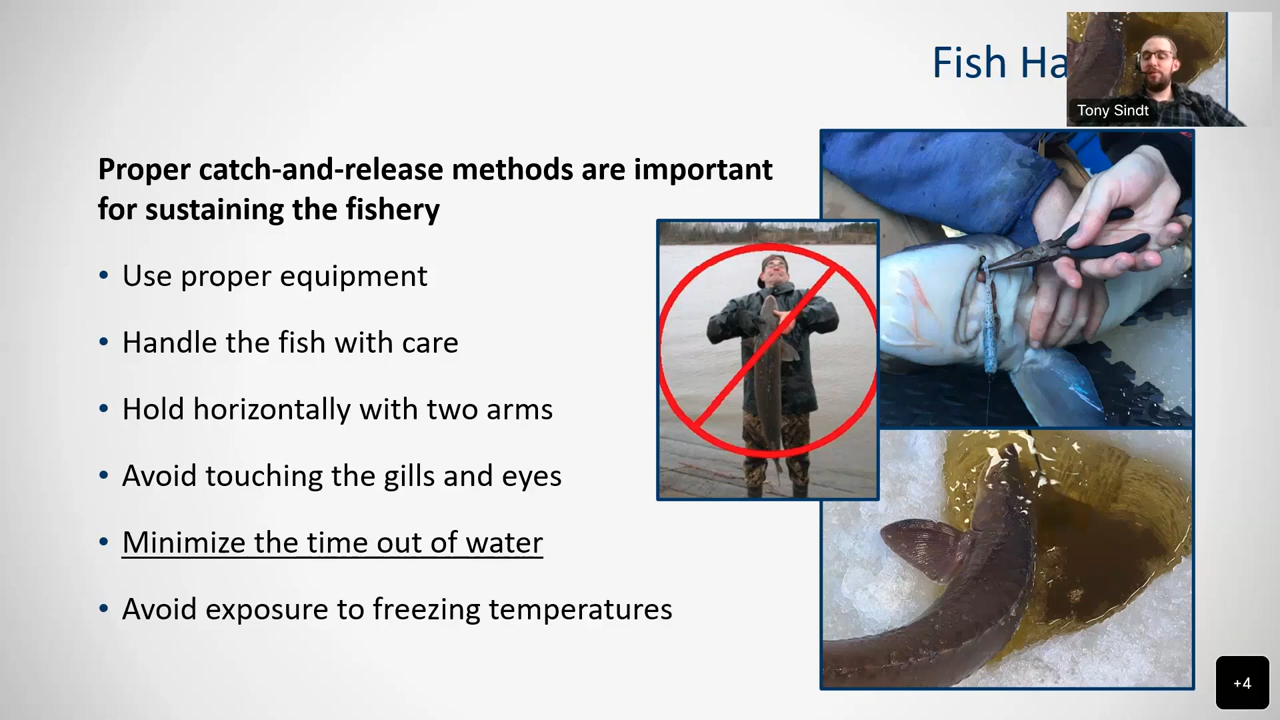 Fish Ha
Tony Sindt
Proper catch-and-release methods are important
for sustaining the fishery
• Use proper equipment
• Handle the fish with care
• Hold horizontally with two arms
• Avoid touching the gills and eyes
• Minimize the time out of water
• Avoid exposure to freezing temperatures
+4